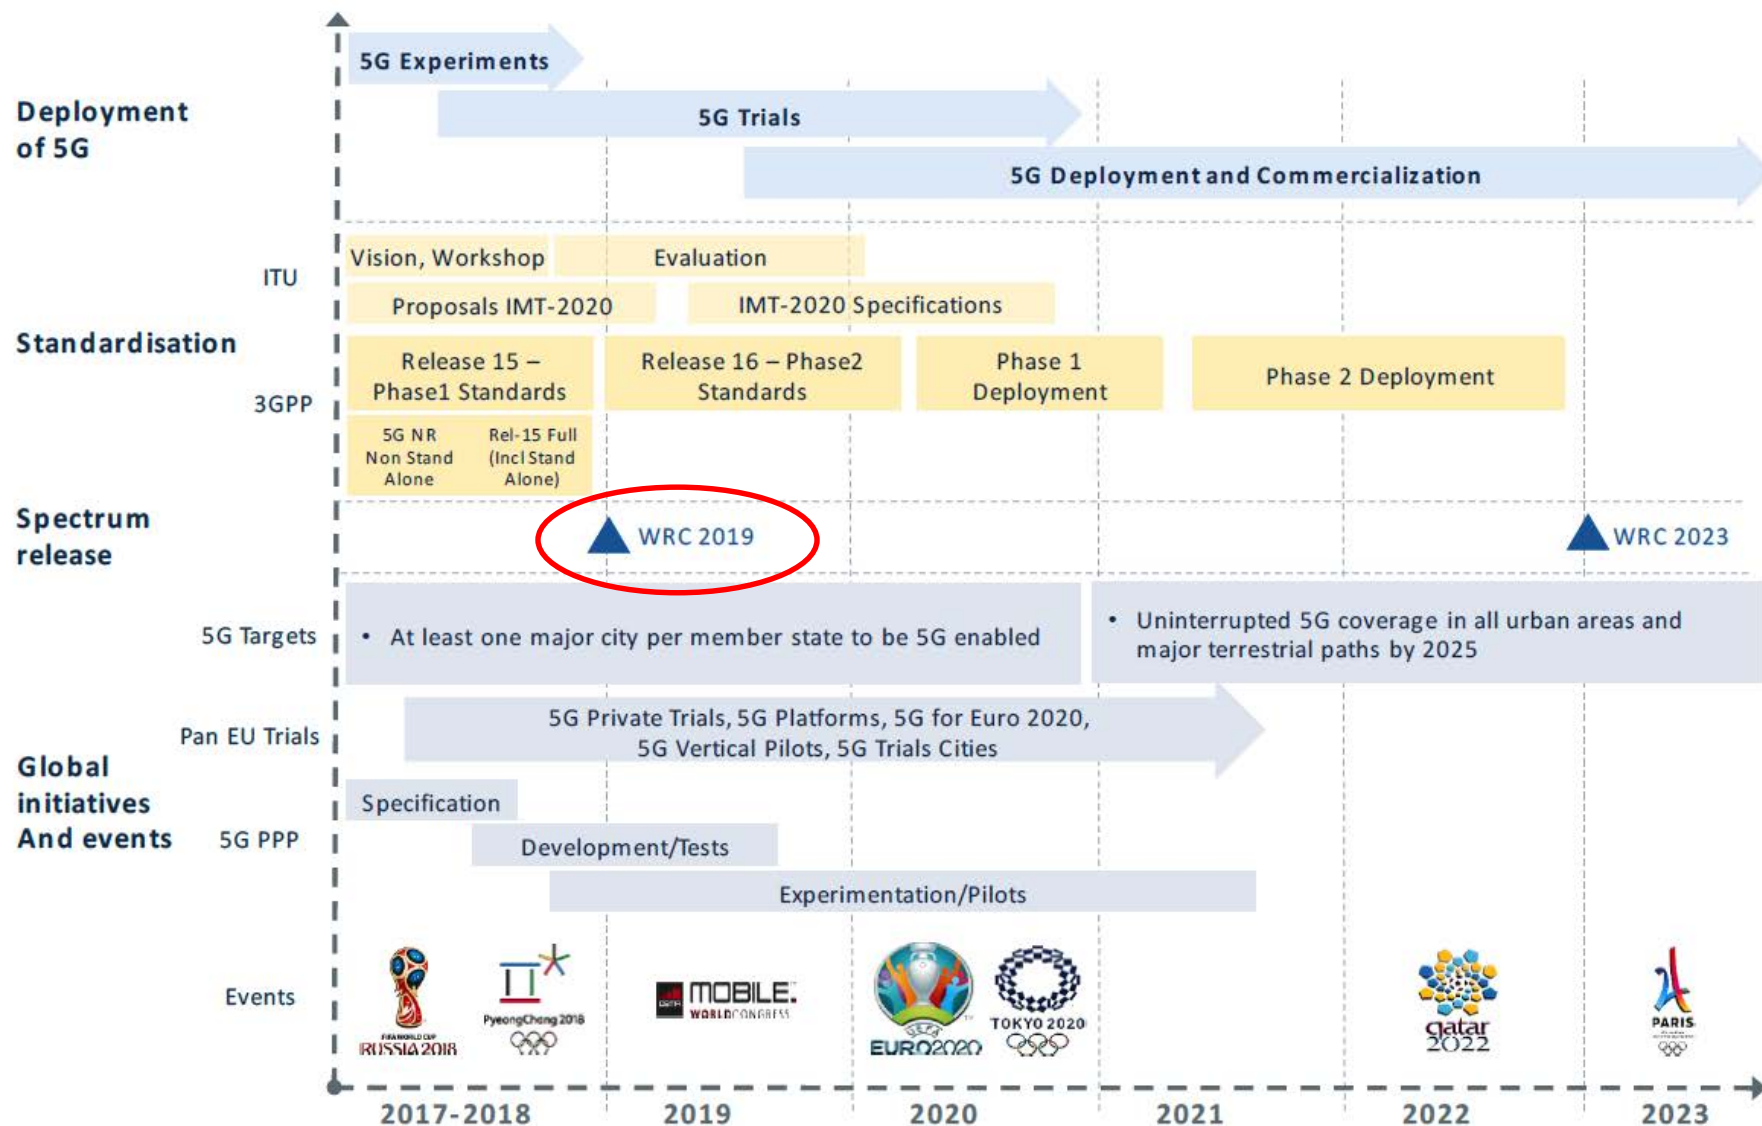 5G Experiments
Deployment
of 5G
5G Trials
5G Deployment and Commercialization
Vision, Workshop
Evaluation
ITU
Proposals IMT-2020
IMT-2020 Specifications
Standardisation
Release 15 –
Phase1 Standards
Release 16 – Phase2
Standards
Phase 1
Deployment
Phase 2 Deployment
3GPP
5G NR
Non Stand
Alone
Rel-15 Full
(Incl Stand
Alone)
Spectrum
release
WRC 2019
WRC 2023
5G Targets
• At least one major city per member state to be 5G enabled
• Uninterrupted 5G coverage in all urban areas and
major terrestrial paths by 2025
Pan EU Trials
5G Private Trials, 5G Platforms, 5G for Euro 2020,
5G Vertical Pilots, 5G Trials Cities
Global
initiatives
And events
Specification
5G PPP
Development/Tests
Experimentation/Pilots
Events
FIFA WORLD CUP
RUSSIA 2018
PyeongChang 2018
GSMA
MOBILE
WORLD CONGRESS
UEFA
EURO2020
TOKYO 2020
qatar
2022
PARIS
2017-2018
2019
2020
2021
2022
2023